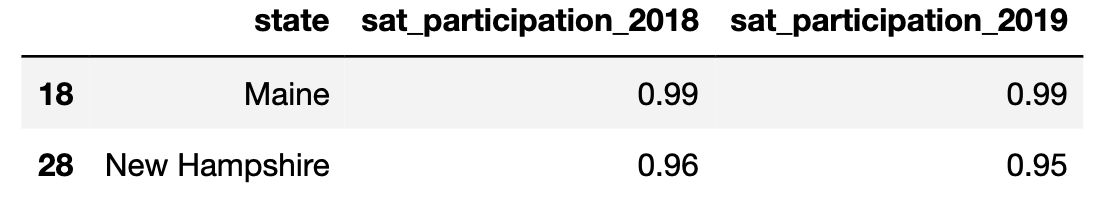 state sat_participation_2018 sat_participation_2019
18 Maine 0.99 0.99
28 New Hampshire 0.96 0.95